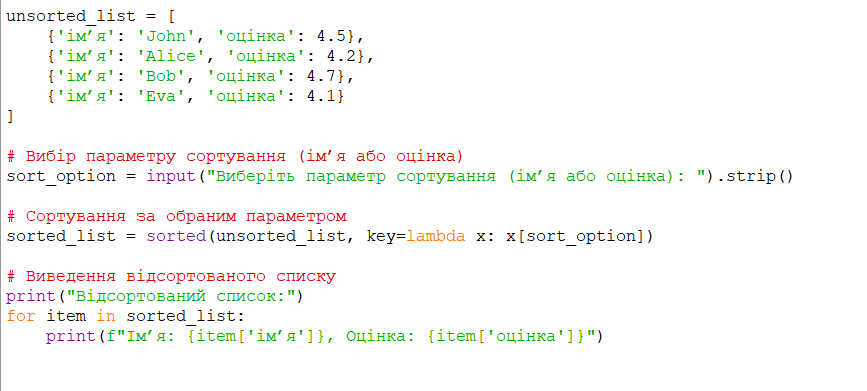 unsorted_list = [
    {'ім’я': 'John', 'оцінка': 4.5},
    {'ім’я': 'Alice', 'оцінка': 4.2},
    {'ім’я': 'Bob', 'оцінка': 4.7},
    {'ім’я': 'Eva', 'оцінка': 4.1}
]

# Вибір параметру сортування (ім’я або оцінка)
sort_option = input("Виберіть параметр сортування (ім’я або оцінка): ").strip()

# Сортування за обраним параметром
sorted_list = sorted(unsorted_list, key=lambda x: x[sort_option])

# Виведення відсортованого списку
print("Відсортований список:")
for item in sorted_list:
    print(f"Ім’я: {item['ім’я']}, Оцінка: {item['оцінка']}")